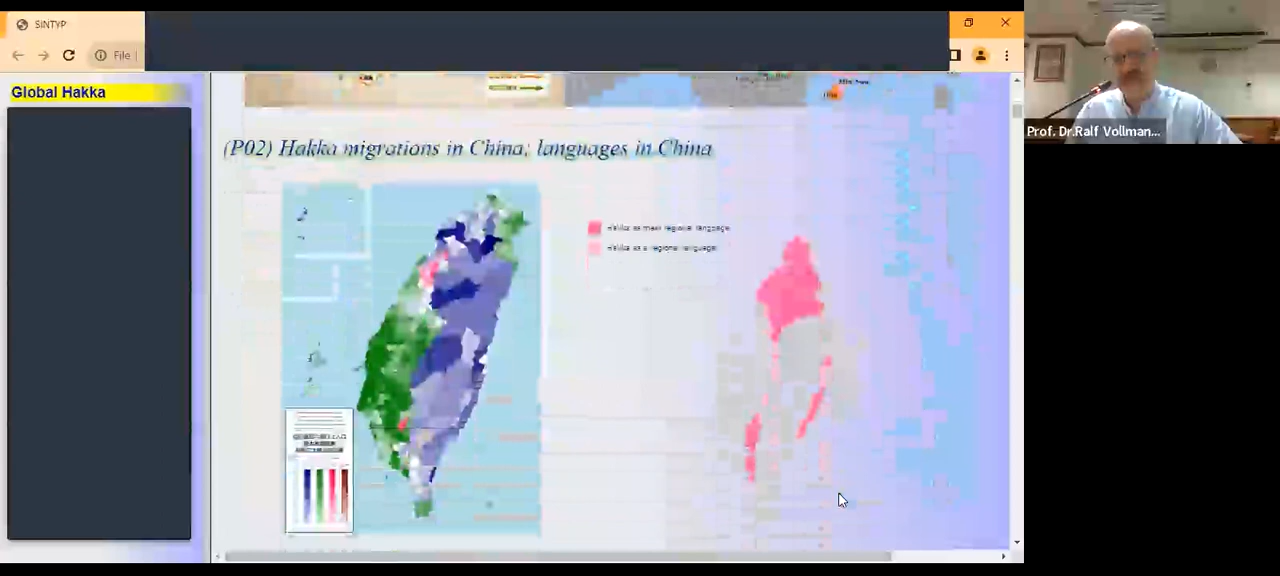 SiNTYP
File
Global Hakka
(P02) Hakka migrations in China; languages in China
Hakka as main regional language
Hakka as a regional language
Prof. Dr.Ralf Vollman...